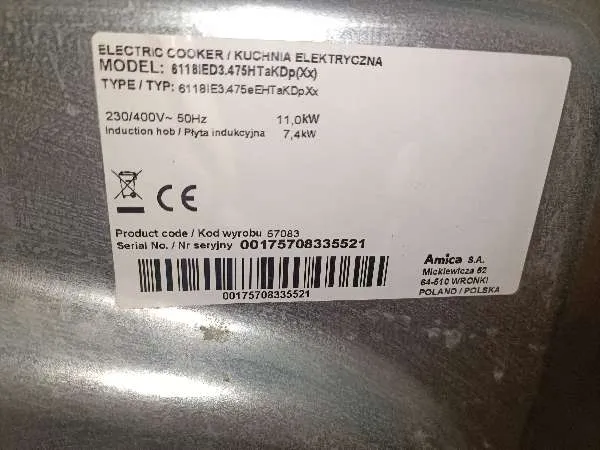 ELECTRIC COOKER / KUCHNIA ELEKTRYCZNA
MODEL: 6118IED3.475HTaKDp(Xx)
TYPE / TYP: 6118IE3.475eEHTaKDpXx
230/400V~ 50Hz 11,0kW
Induction hob / Płyta indukcyjna 7,4kW
CE
Product code / Kod wyrobu 57083
Serial No. / Nr seryjny 00175708335521
00175708335521
Amica S.A.
Mickiewicza 52
64-510 WRONKI
POLAND / POLSKA